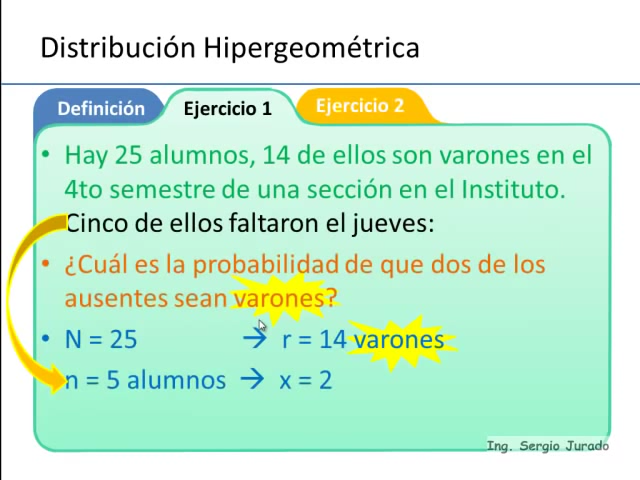 Distribución Hipergeométrica
Definición
Ejercicio 1
Ejercicio 2
• Hay 25 alumnos, 14 de ellos son varones en el
4to semestre de una sección en el Instituto.
Cinco de ellos faltaron el jueves:
• ¿Cuál es la probabilidad de que dos de los
ausentes sean varones?
• N = 25 → r = 14 varones
n = 5 alumnos → x = 2
Ing. Sergio Jurado